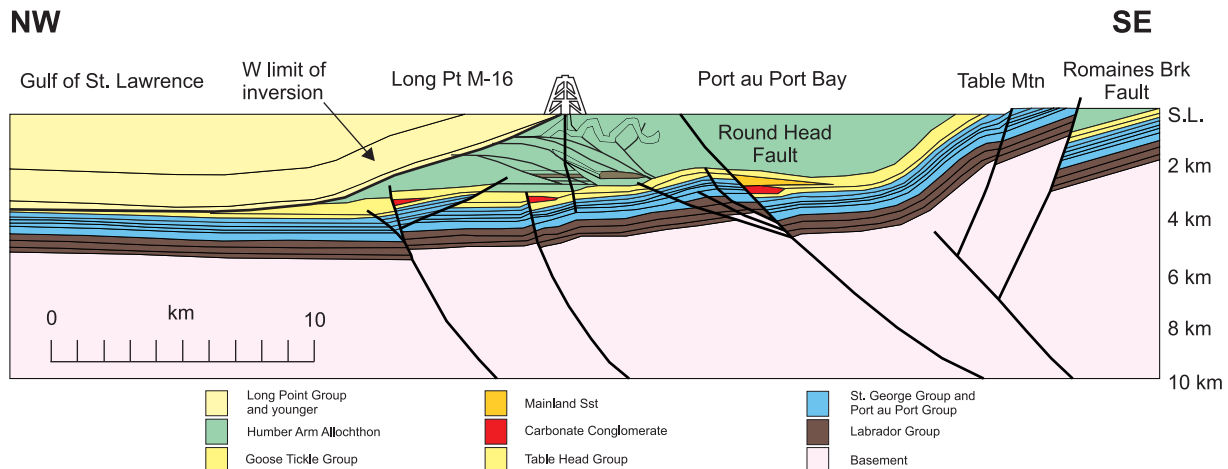 NW
SE
Gulf of St. Lawrence
W limit of
inversion
Long Pt M-16
Port au Port Bay
Table Mtn
Romaines Brk
Fault
S.L.
Round Head
Fault
2 km
4 km
6 km
8 km
10 km
0
km
10
Long Point Group
and younger
Humber Arm Allochthon
Goose Tickle Group
Mainland Sst
Carbonate Conglomerate
Table Head Group
St. George Group and
Port au Port Group
Labrador Group
Basement